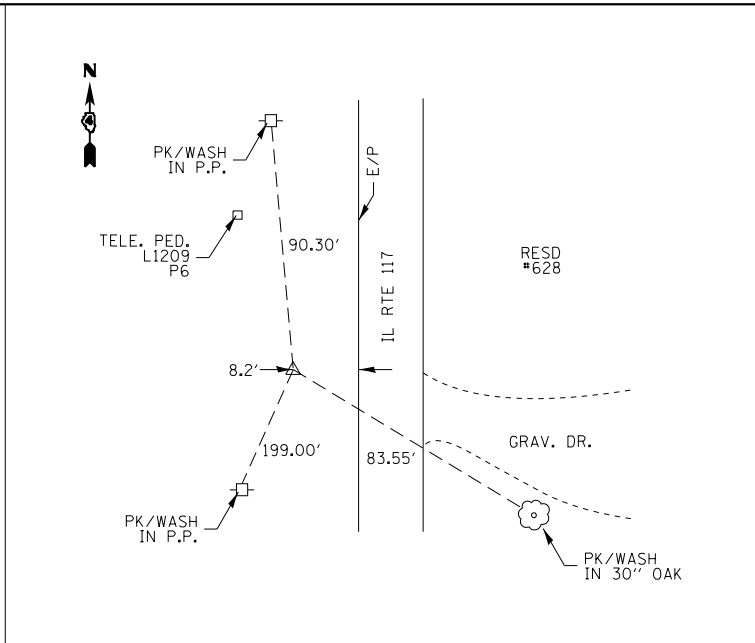 N
PK/WASH
IN P.P.
E/P
TELE. PED.
L1209
P6
90.30'
IL RTE 117
RESD
#628
8.2'
199.00'
83.55'
GRAV. DR.
PK/WASH
IN P.P.
PK/WASH
IN 30'' OAK